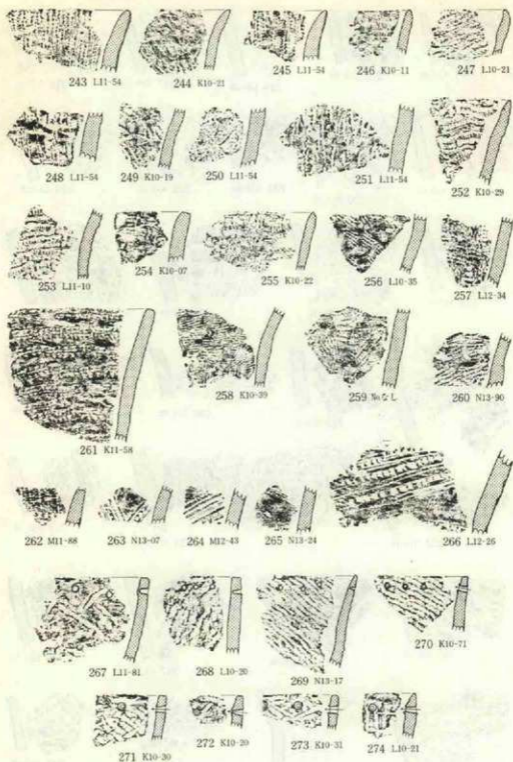 243 L11-54 244 K10-21 245 L11-54 246 K10-11 247 L10-21
248 L11-54 249 K10-19 250 L11-54 251 L11-54 252 K10-29
253 L11-10 254 K10-07 255 K10-22 256 L10-35 257 L12-34
261 K11-58 258 K10-39 259 260 N13-90
262 M11-88 263 N13-07 264 M12-43 265 N13-24 266 L12-26
267 L11-81 268 L10-20 269 N13-17 270 K10-71
271 K10-30 272 K10-20 273 K10-31 274 L10-21